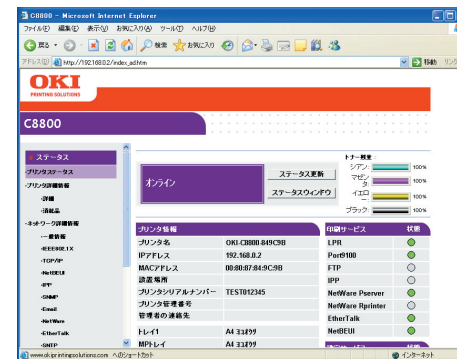 C8800 - Microsoft Internet Explorer
ファイル(F) 編集(E) 表示(V) お気に入り(A) ツール(T) ヘルプ(H)
戻る 検索 お気に入り
アドレス(D) http://192.168.0.2/index_ad.htm 移動 リンク
OKI
PRINTING SOLUTIONS
C8800
ステータス
-プリンタステータス
-プリンタ詳細情報
-詳細
-消耗品
-ネットワーク詳細情報
-一般情報
-IEEE802.1X
-TCP/IP
-NetBEUI
-IPP
-SNMP
-Email
-NetWare
-EtherTalk
-SNTP
オンライン
ステータス更新
ステータスウィンドウ
トナー残量:
シアン: 100%
マゼンタ: 100%
イエロー: 100%
ブラック: 100%
プリンタ情報
プリンタ名 OKI-C8800-849C9B
IPアドレス 192.168.0.2
MACアドレス 00:80:87:84:9C:9B
設置場所
プリンタシリアルナンバー TEST012345
プリンタ管理番号
管理者の連絡先
トレイ1 A4 ヨコオクリ
MPトレイ A4 ヨコオクリ
印刷サービス 状態
LPR
Port9100
FTP
IPP
NetWare Pserver
NetWare Rprinter
EtherTalk
NetBEUI
www.okiprintingsolutions.com へのショートカット インターネット